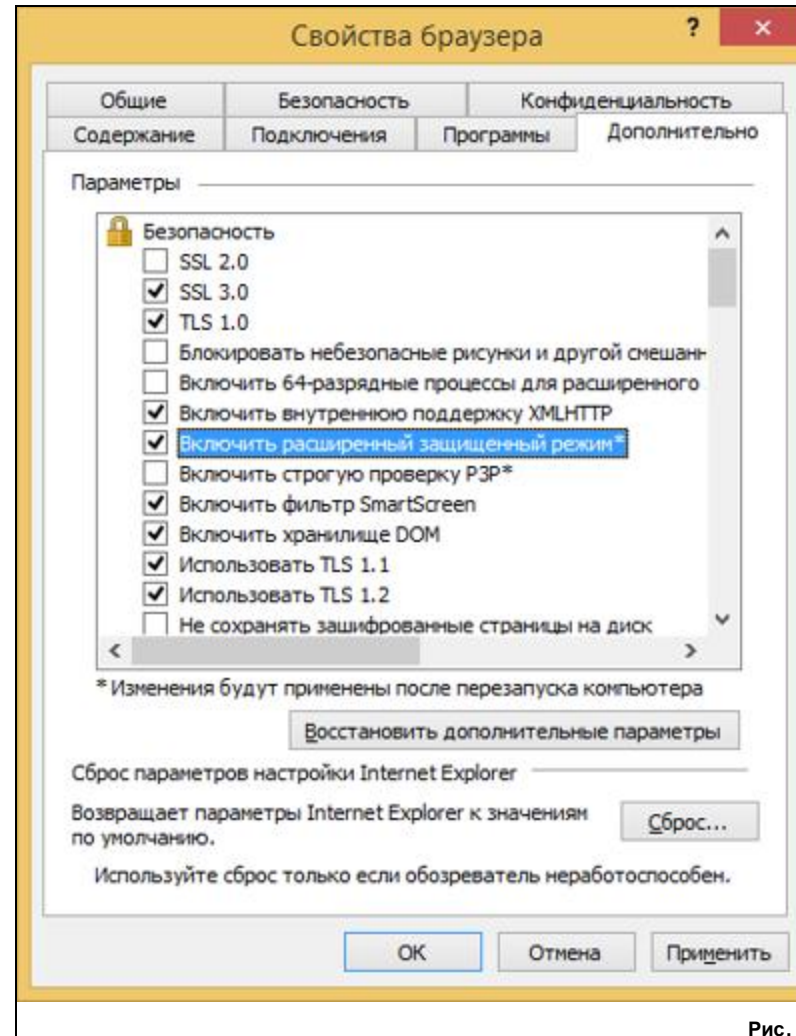 Свойства браузера
?
×
Общие
Безопасность
Конфиденциальность
Содержание
Подключения
Программы
Дополнительно
Параметры
Безопасность
SSL 2.0
SSL 3.0
TLS 1.0
Блокировать небезопасные рисунки и другой смешанн
Включить 64-разрядные процессы для расширенного
Включить внутреннюю поддержку XMLHTTP
Включить расширенный защищенный режим*
Включить строгую проверку P3P*
Включить фильтр SmartScreen
Включить хранилище DOM
Использовать TLS 1.1
Использовать TLS 1.2
Не сохранять зашифрованные страницы на диск
* Изменения будут применены после перезапуска компьютера
Восстановить дополнительные параметры
Сброс параметров настройки Internet Explorer
Возвращает параметры Internet Explorer к значениям
по умолчанию.
Сброс...
Используйте сброс только если обозреватель неработоспособен.
ОК
Отмена
Применить
Рис.